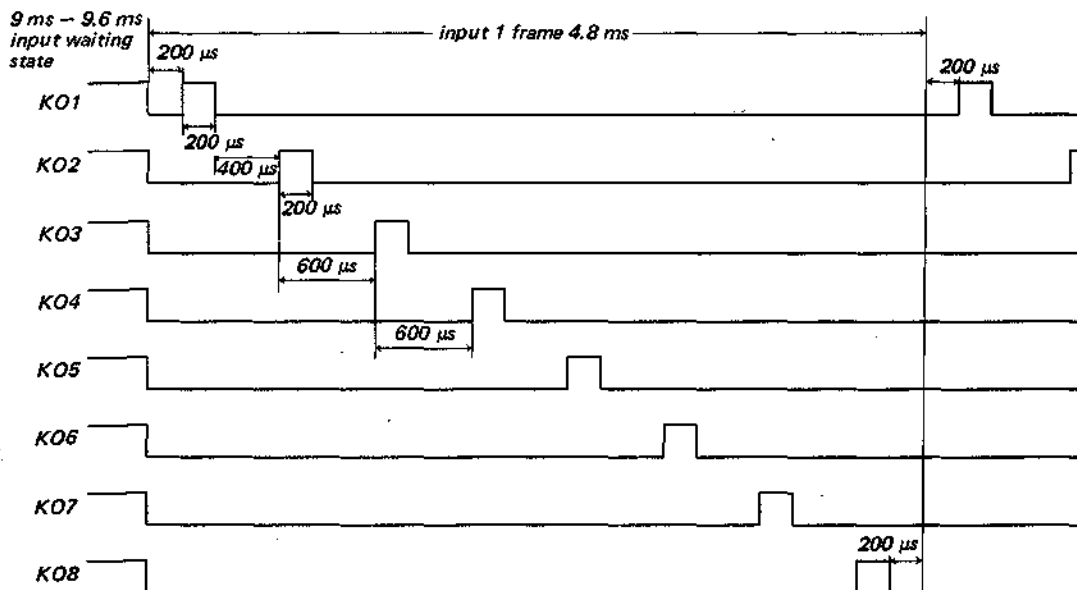 9 ms – 9.6 ms
input waiting
state
input 1 frame 4.8 ms
200 µs
200 µs
KO1
200 µs
KO2
400 µs
200 µs
KO3
600 µs
KO4
600 µs
KO5
KO6
KO7
200 µs
KO8